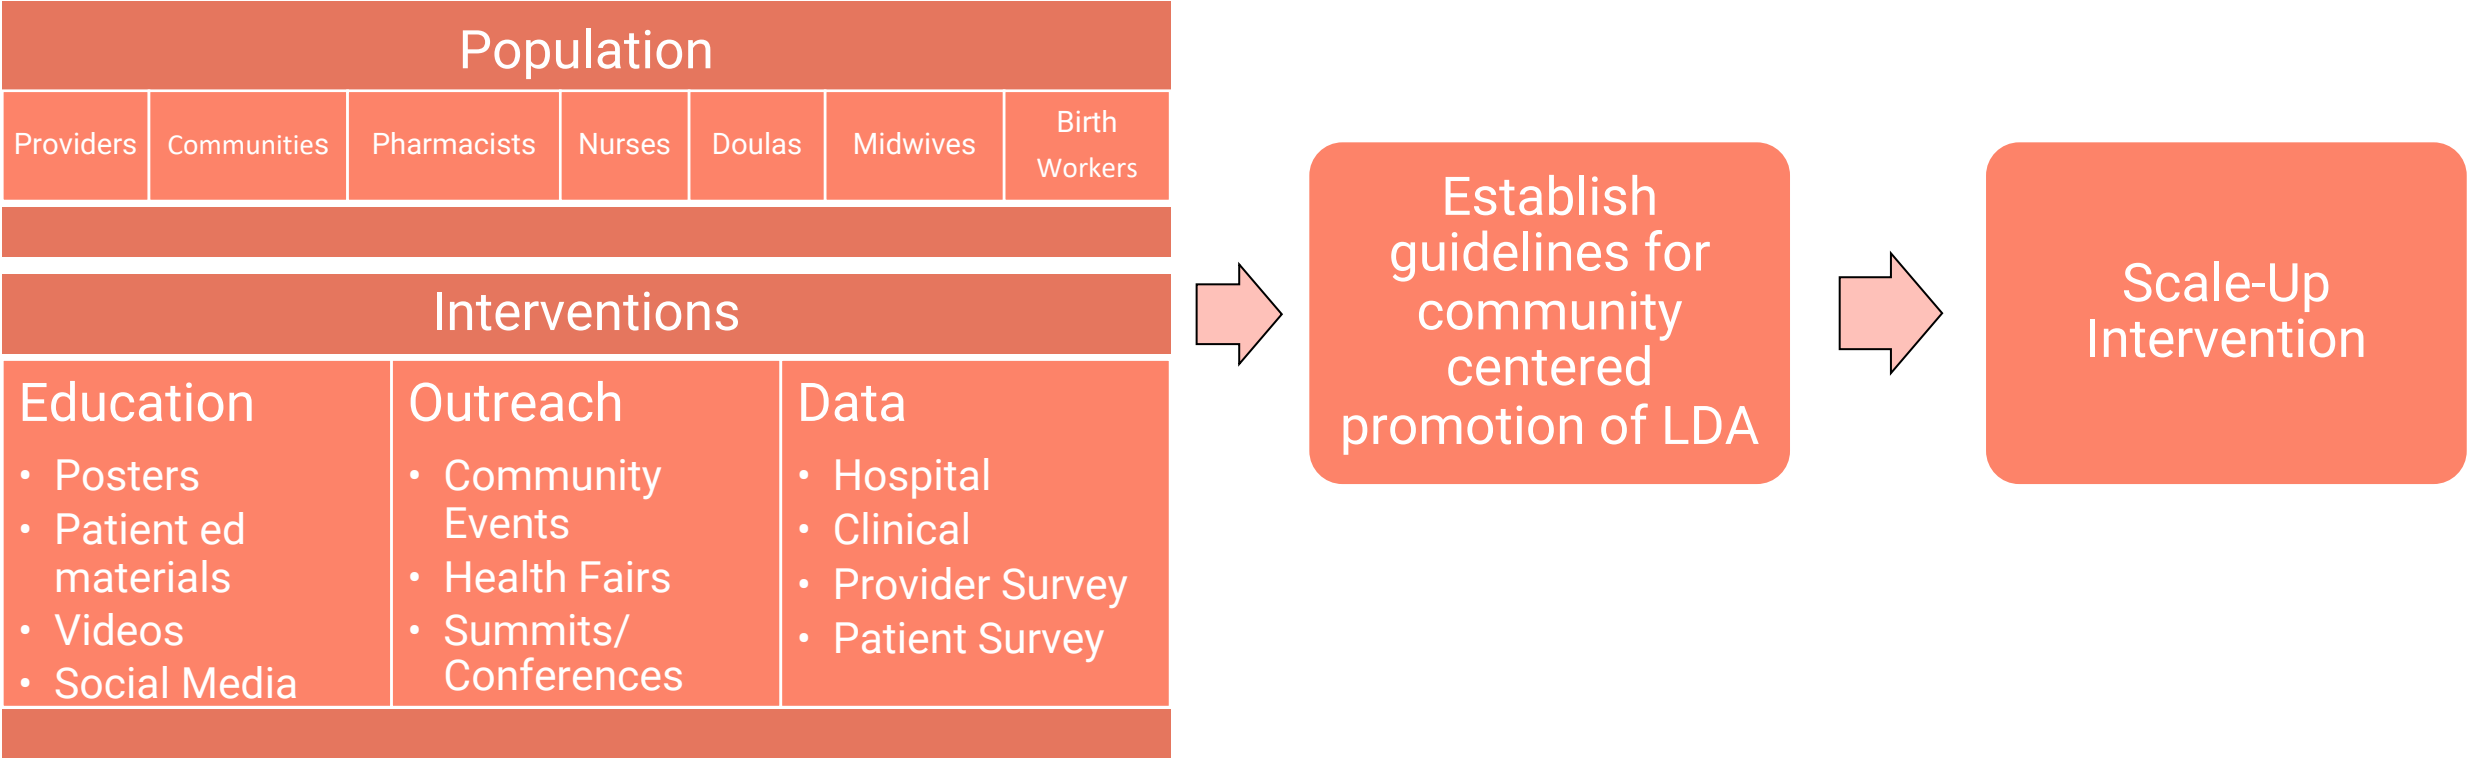 Population
Providers
Communities
Pharmacists
Nurses
Doulas
Midwives
Birth
Workers
Interventions
Education
• Posters
• Patient ed
materials
• Videos
• Social Media
Outreach
• Community
Events
• Health Fairs
• Summits/
Conferences
Data
• Hospital
• Clinical
• Provider Survey
• Patient Survey
Establish
guidelines for
community
centered
promotion of LDA
Scale-Up
Intervention